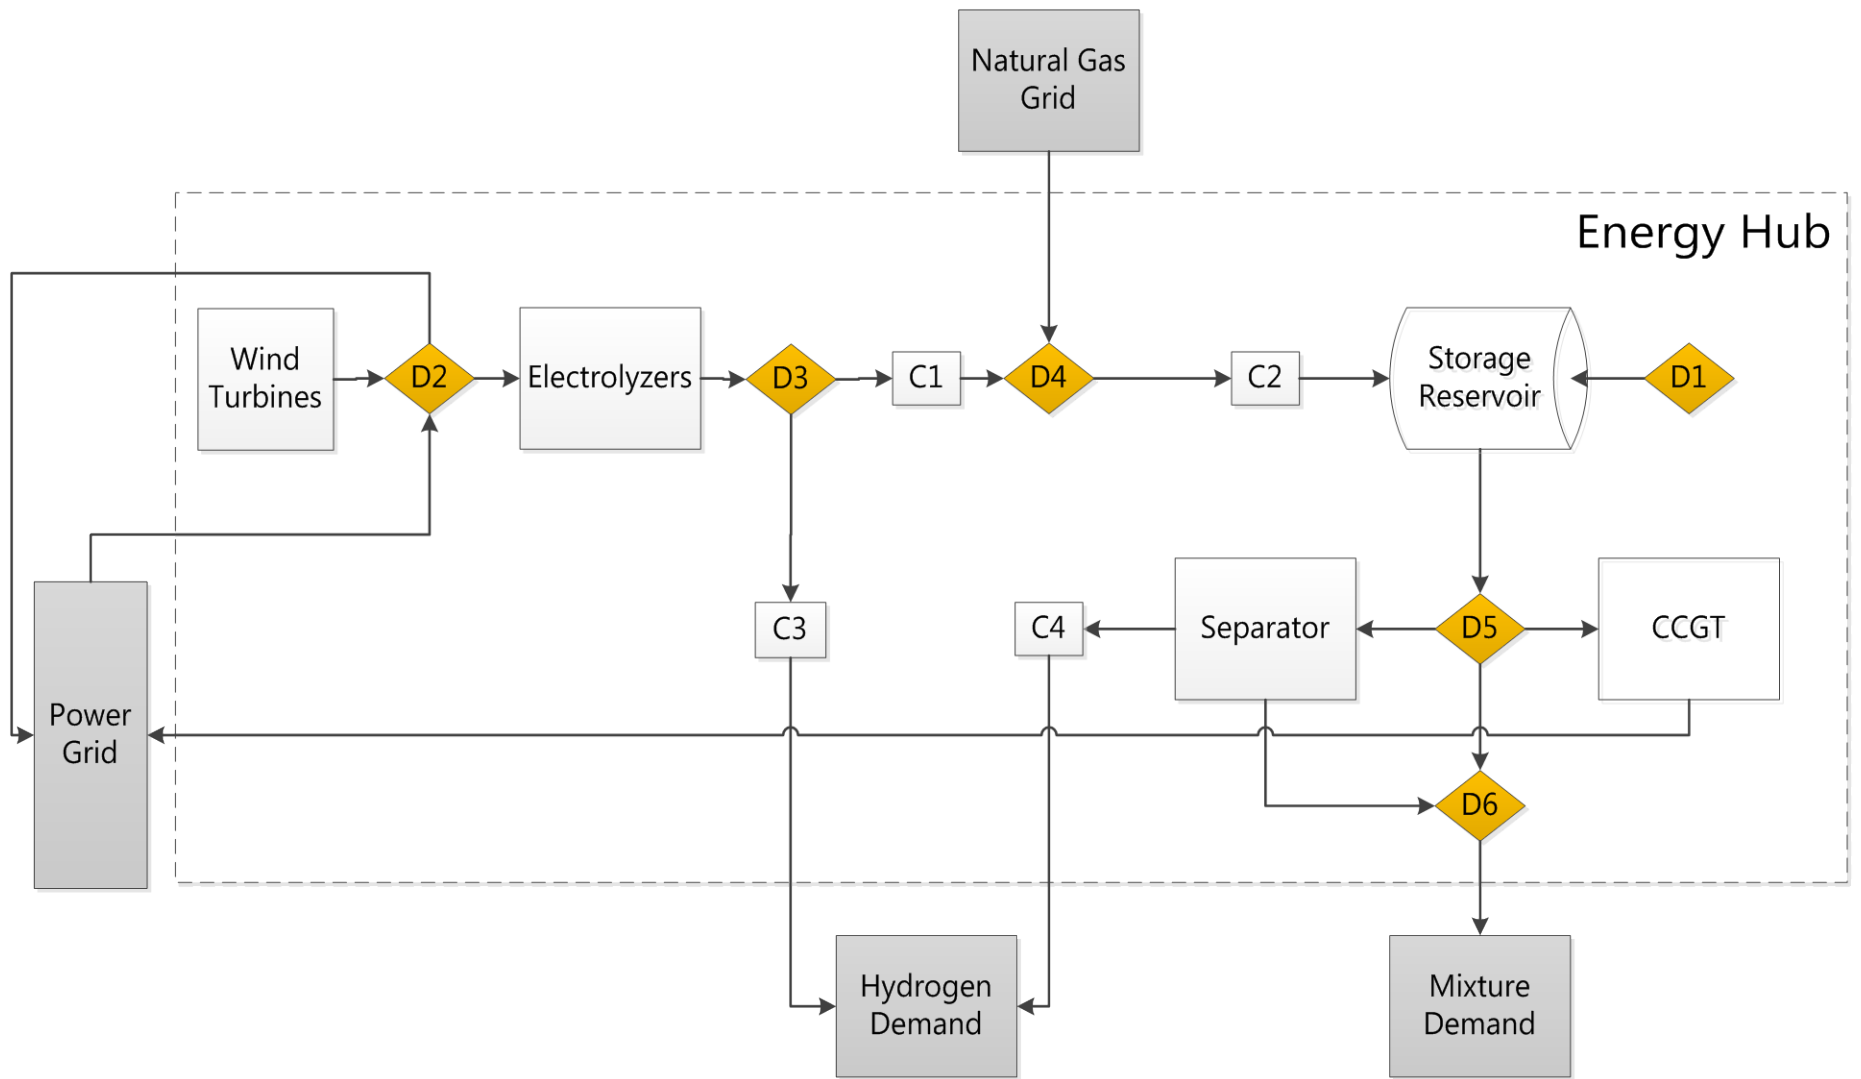 Natural Gas
Grid
Energy Hub
Wind
Turbines
D2
Electrolyzers
D3
C1
D4
C2
Storage
Reservoir
D1
C3
C4
Separator
D5
CCGT
Power
Grid
D6
Hydrogen
Demand
Mixture
Demand